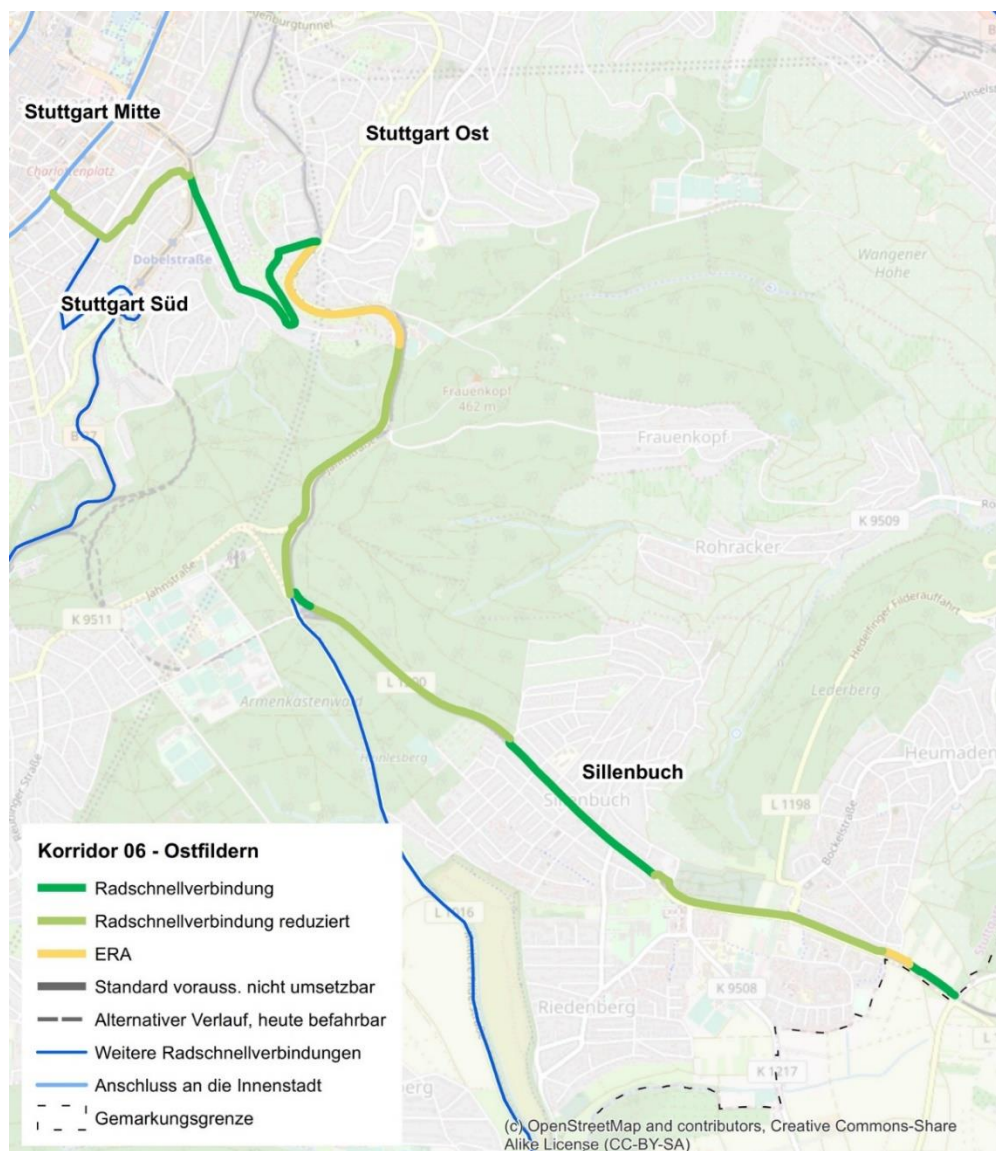 Stuttgart Mitte
Stuttgart Ost
Charlottenplatz
Dobelstraße
Stuttgart Süd
Wangener
Höhe
Frauenkopf
462 m
Frauenkopf
Jahnstraße
K 9509
Rohracker
Jahnstraße
K 9511
Hedelfinger Filderauffahrt
Armenkastenwald
Lederberg
Heumaden
Sillenbuch
Sillenbuch
L 1198
Bockelstraße
L 1016
Riedenberg
K 9508
K 1217
Korridor 06 - Ostfildern
Radschnellverbindung
Radschnellverbindung reduziert
ERA
Standard vorauss. nicht umsetzbar
Alternativer Verlauf, heute befahrbar
Weitere Radschnellverbindungen
Anschluss an die Innenstadt
Gemarkungsgrenze
(c) OpenStreetMap and contributors, Creative Commons-Share
Alike License (CC-BY-SA)